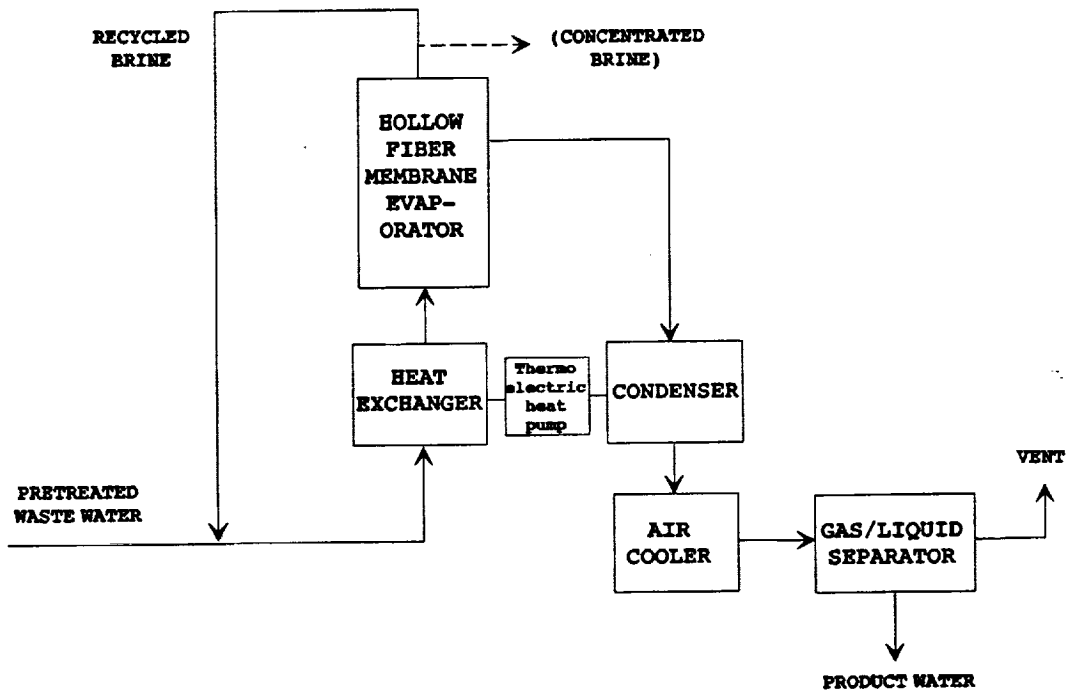 RECYCLED
BRINE
(CONCENTRATED
BRINE)
HOLLOW
FIBER
MEMBRANE
EVAP-
ORATOR
HEAT
EXCHANGER
Thermo
electric
heat
pump
CONDENSER
PRETREATED
WASTE WATER
AIR
COOLER
GAS/LIQUID
SEPARATOR
VENT
PRODUCT WATER